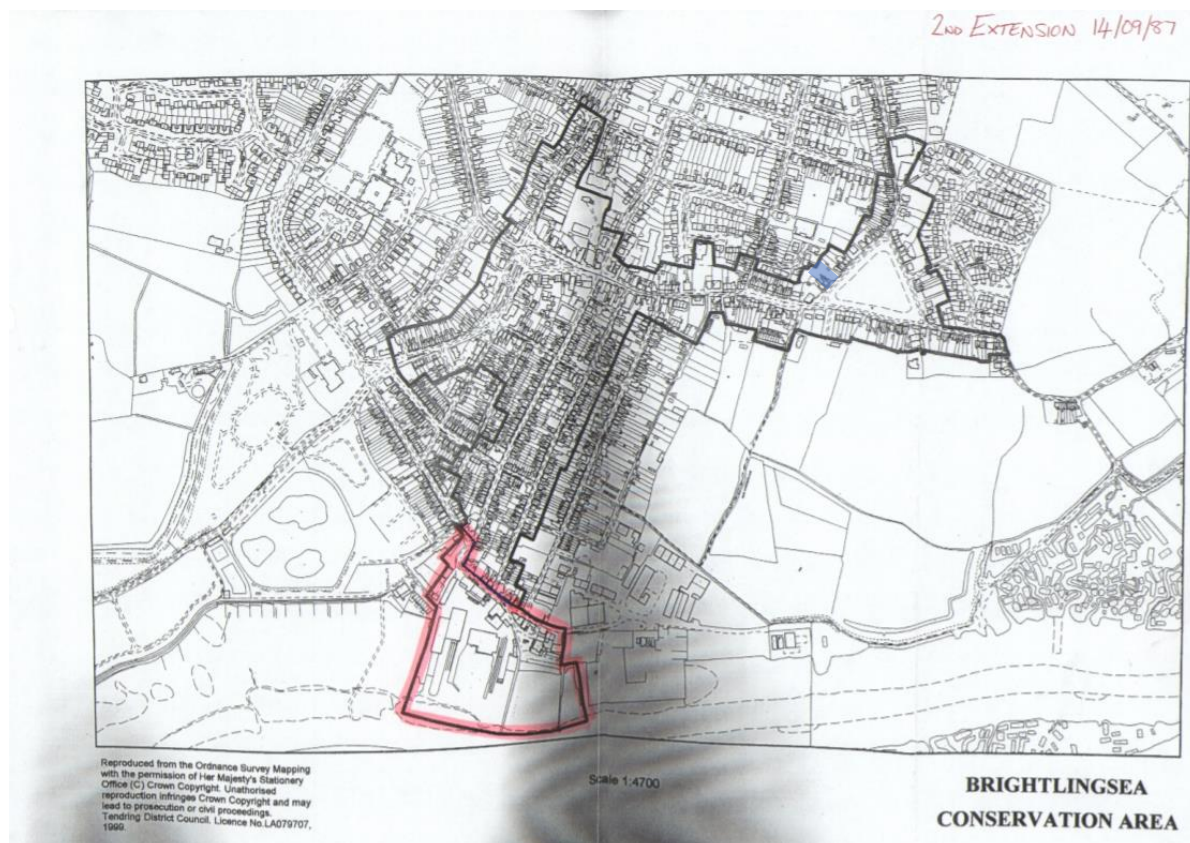 2ND EXTENSION 14/09/87
Reproduced from the Ordnance Survey Mapping
with the permission of Her Majesty's Stationery
Office (C) Crown Copyright. Unathorised
reproduction infringes Crown Copyright and may
lead to prosecution or civil proceedings.
Tendring District Council. Licence No.LA079707,
1999.
Scale 1:4700
BRIGHTLINGSEA
CONSERVATION AREA